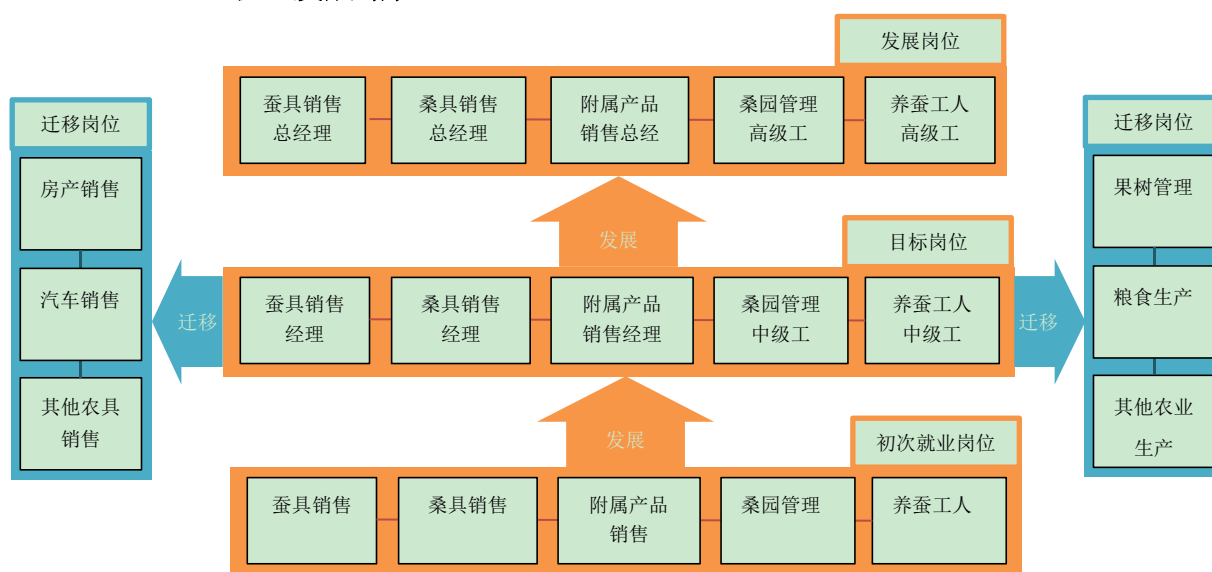 发展岗位
蚕具销售
总经理
桑具销售
总经理
附属产品
销售总经
桑园管理
高级工
养蚕工人
高级工
迁移岗位
房产销售
汽车销售
其他农具
销售
迁移
发展
目标岗位
蚕具销售
经理
桑具销售
经理
附属产品
销售经理
桑园管理
中级工
养蚕工人
中级工
迁移
迁移岗位
果树管理
粮食生产
其他农业
生产
发展
初次就业岗位
蚕具销售
桑具销售
附属产品
销售
桑园管理
养蚕工人